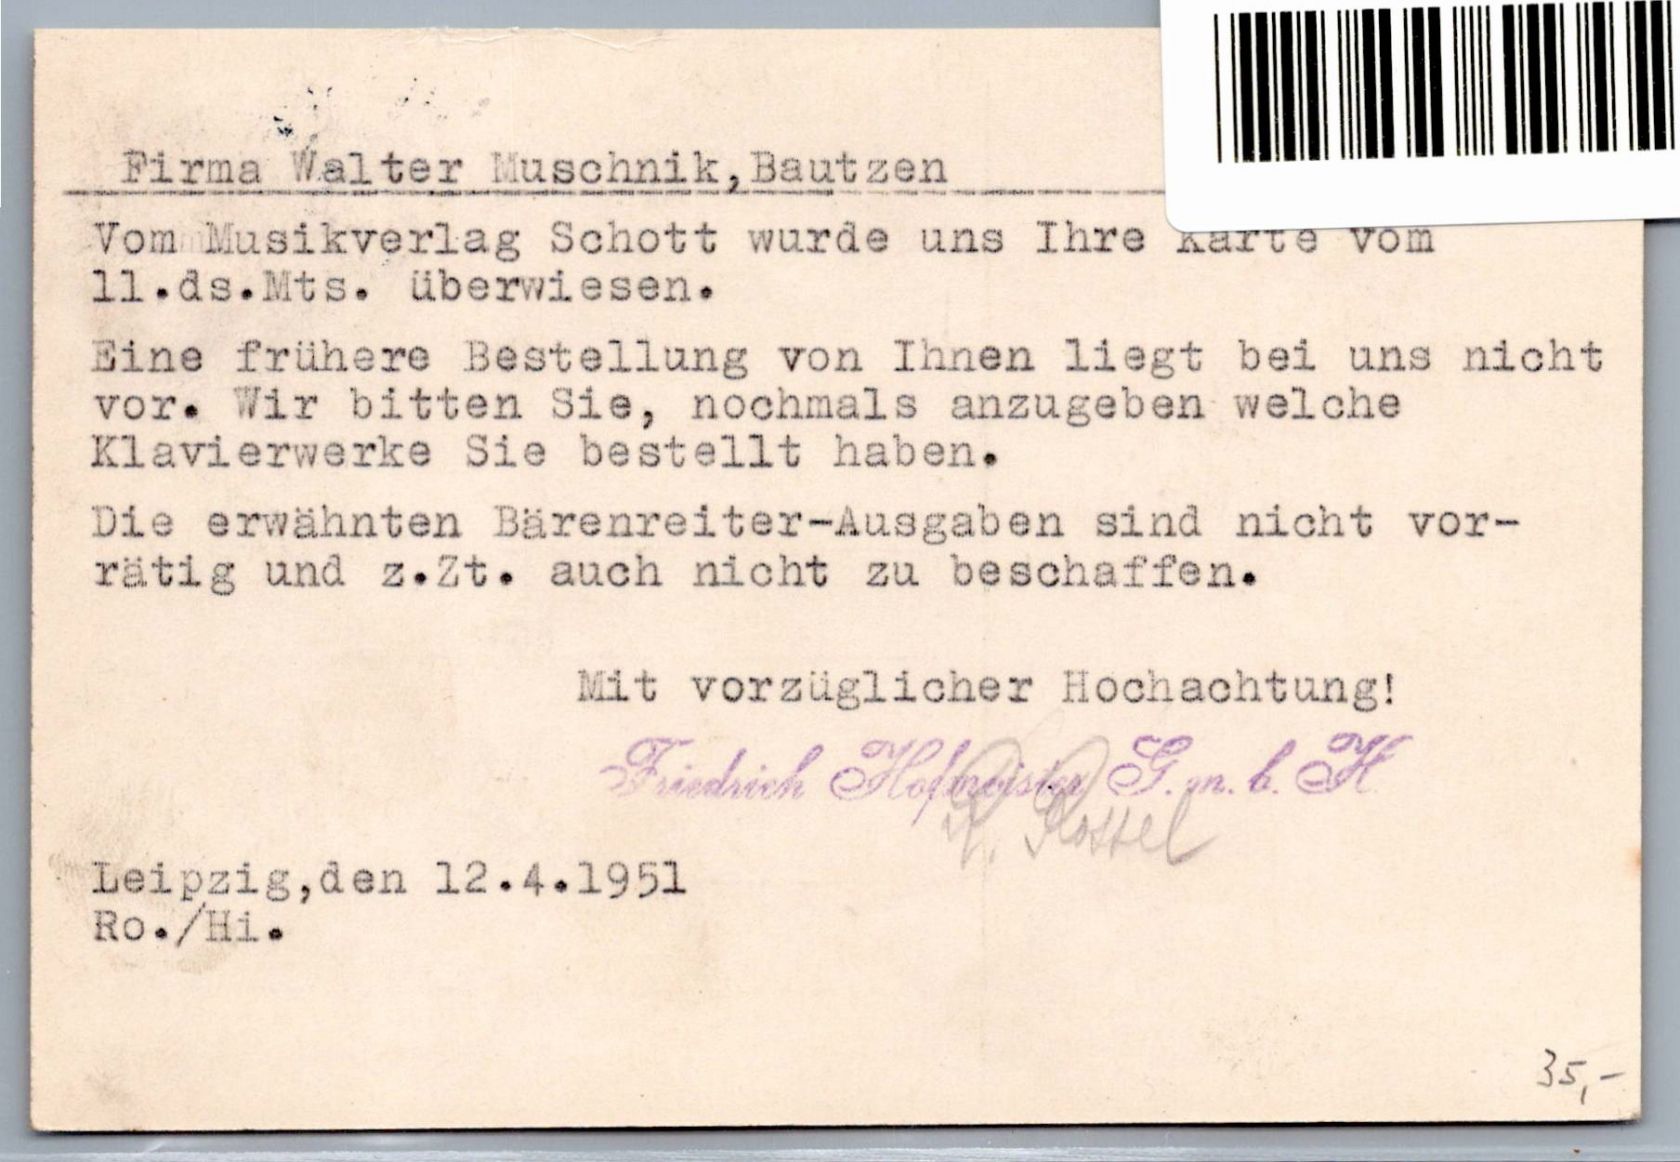 Firma Walter Muschnik,Bautzen
Vom Musikverlag Schott wurde uns Ihre Karte vom
11.ds.Mts. überwiesen.
Eine frühere Bestellung von Ihnen liegt bei uns nicht
vor. Wir bitten Sie, nochmals anzugeben welche
Klavierwerke Sie bestellt haben.
Die erwähnten Bärenreiter-Ausgaben sind nicht vor-
rätig und z.Zt. auch nicht zu beschaffen.
Mit vorzüglicher Hochachtung!
Friedrich Hofmeister G.m.b.H
Leipzig,den 12.4.1951
Ro./Hi.
35,-